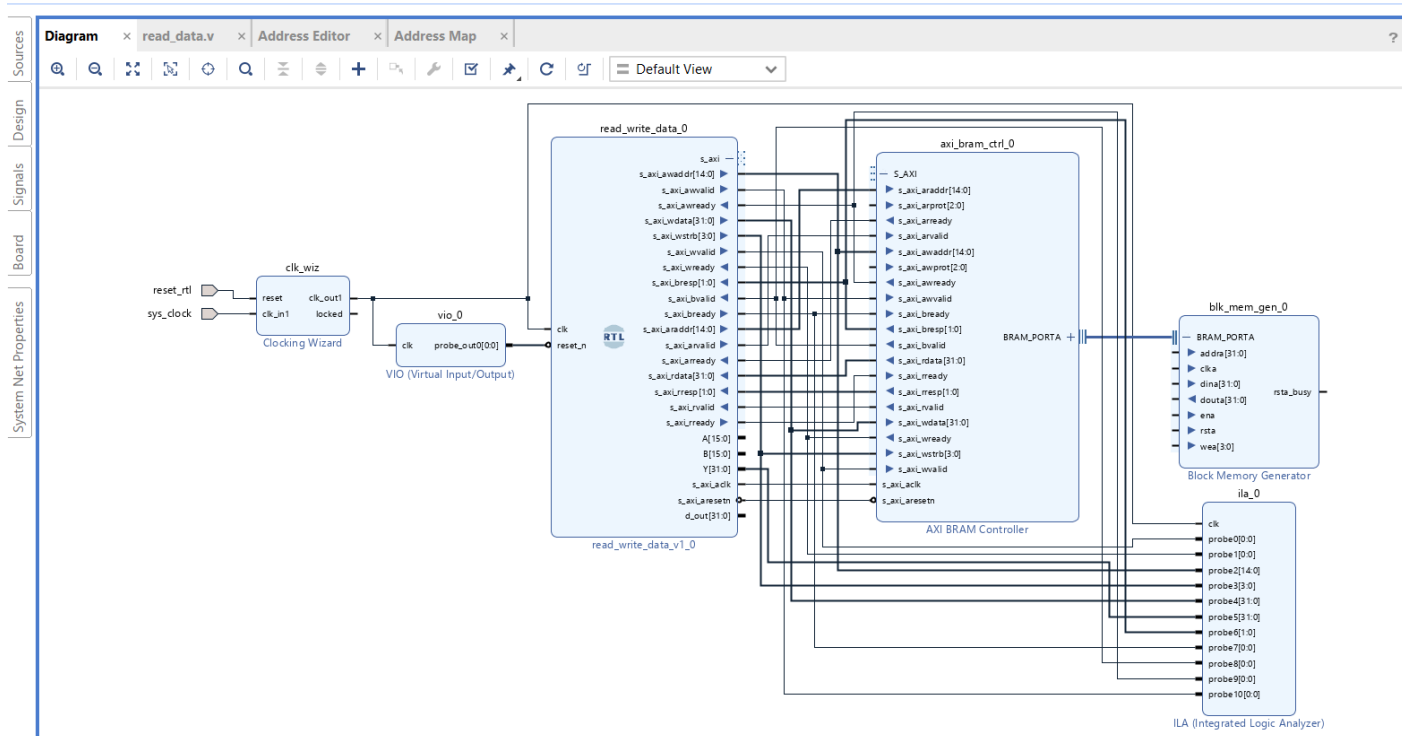 Sources
Design
Signals
Board
System Net Properties
Diagram × read_data.v × Address Editor × Address Map ×
?
Default View
read_write_data_0
s_axi
s_axi_awaddr[14:0]
s_axi_awvalid
s_axi_awready
s_axi_wdata[31:0]
s_axi_wstrb[3:0]
s_axi_wvalid
s_axi_wready
s_axi_bresp[1:0]
s_axi_bvalid
s_axi_bready
s_axi_araddr[14:0]
s_axi_arvalid
s_axi_arready
s_axi_rdata[31:0]
s_axi_rresp[1:0]
s_axi_rvalid
s_axi_rready
A[15:0]
B[15:0]
Y[31:0]
s_axi_aclk
s_axi_aresetn
d_out[31:0]
clk
reset_n
RTL
read_write_data_v1_0
reset_rtl
sys_clock
clk_wiz
reset clk_out1
clk_in1 locked
Clocking Wizard
vio_0
clk probe_out0[0:0]
VIO (Virtual Input/Output)
axi_bram_ctrl_0
S_AXI
s_axi_araddr[14:0]
s_axi_arprot[2:0]
s_axi_arready
s_axi_arvalid
s_axi_awaddr[14:0]
s_axi_awprot[2:0]
s_axi_awready
s_axi_awvalid
s_axi_bready
s_axi_bresp[1:0]
s_axi_bvalid
s_axi_rdata[31:0]
s_axi_rready
s_axi_rresp[1:0]
s_axi_rvalid
s_axi_wdata[31:0]
s_axi_wready
s_axi_wstrb[3:0]
s_axi_wvalid
s_axi_aclk
s_axi_aresetn
BRAM_PORTA
AXI BRAM Controller
blk_mem_gen_0
BRAM_PORTA
addra[31:0]
clka
dina[31:0]
douta[31:0]
ena
rsta
wea[3:0]
rsta_busy
Block Memory Generator
ila_0
clk
probe0[0:0]
probe1[0:0]
probe2[14:0]
probe3[3:0]
probe4[31:0]
probe5[31:0]
probe6[1:0]
probe7[0:0]
probe8[0:0]
probe9[0:0]
probe10[0:0]
ILA (Integrated Logic Analyzer)